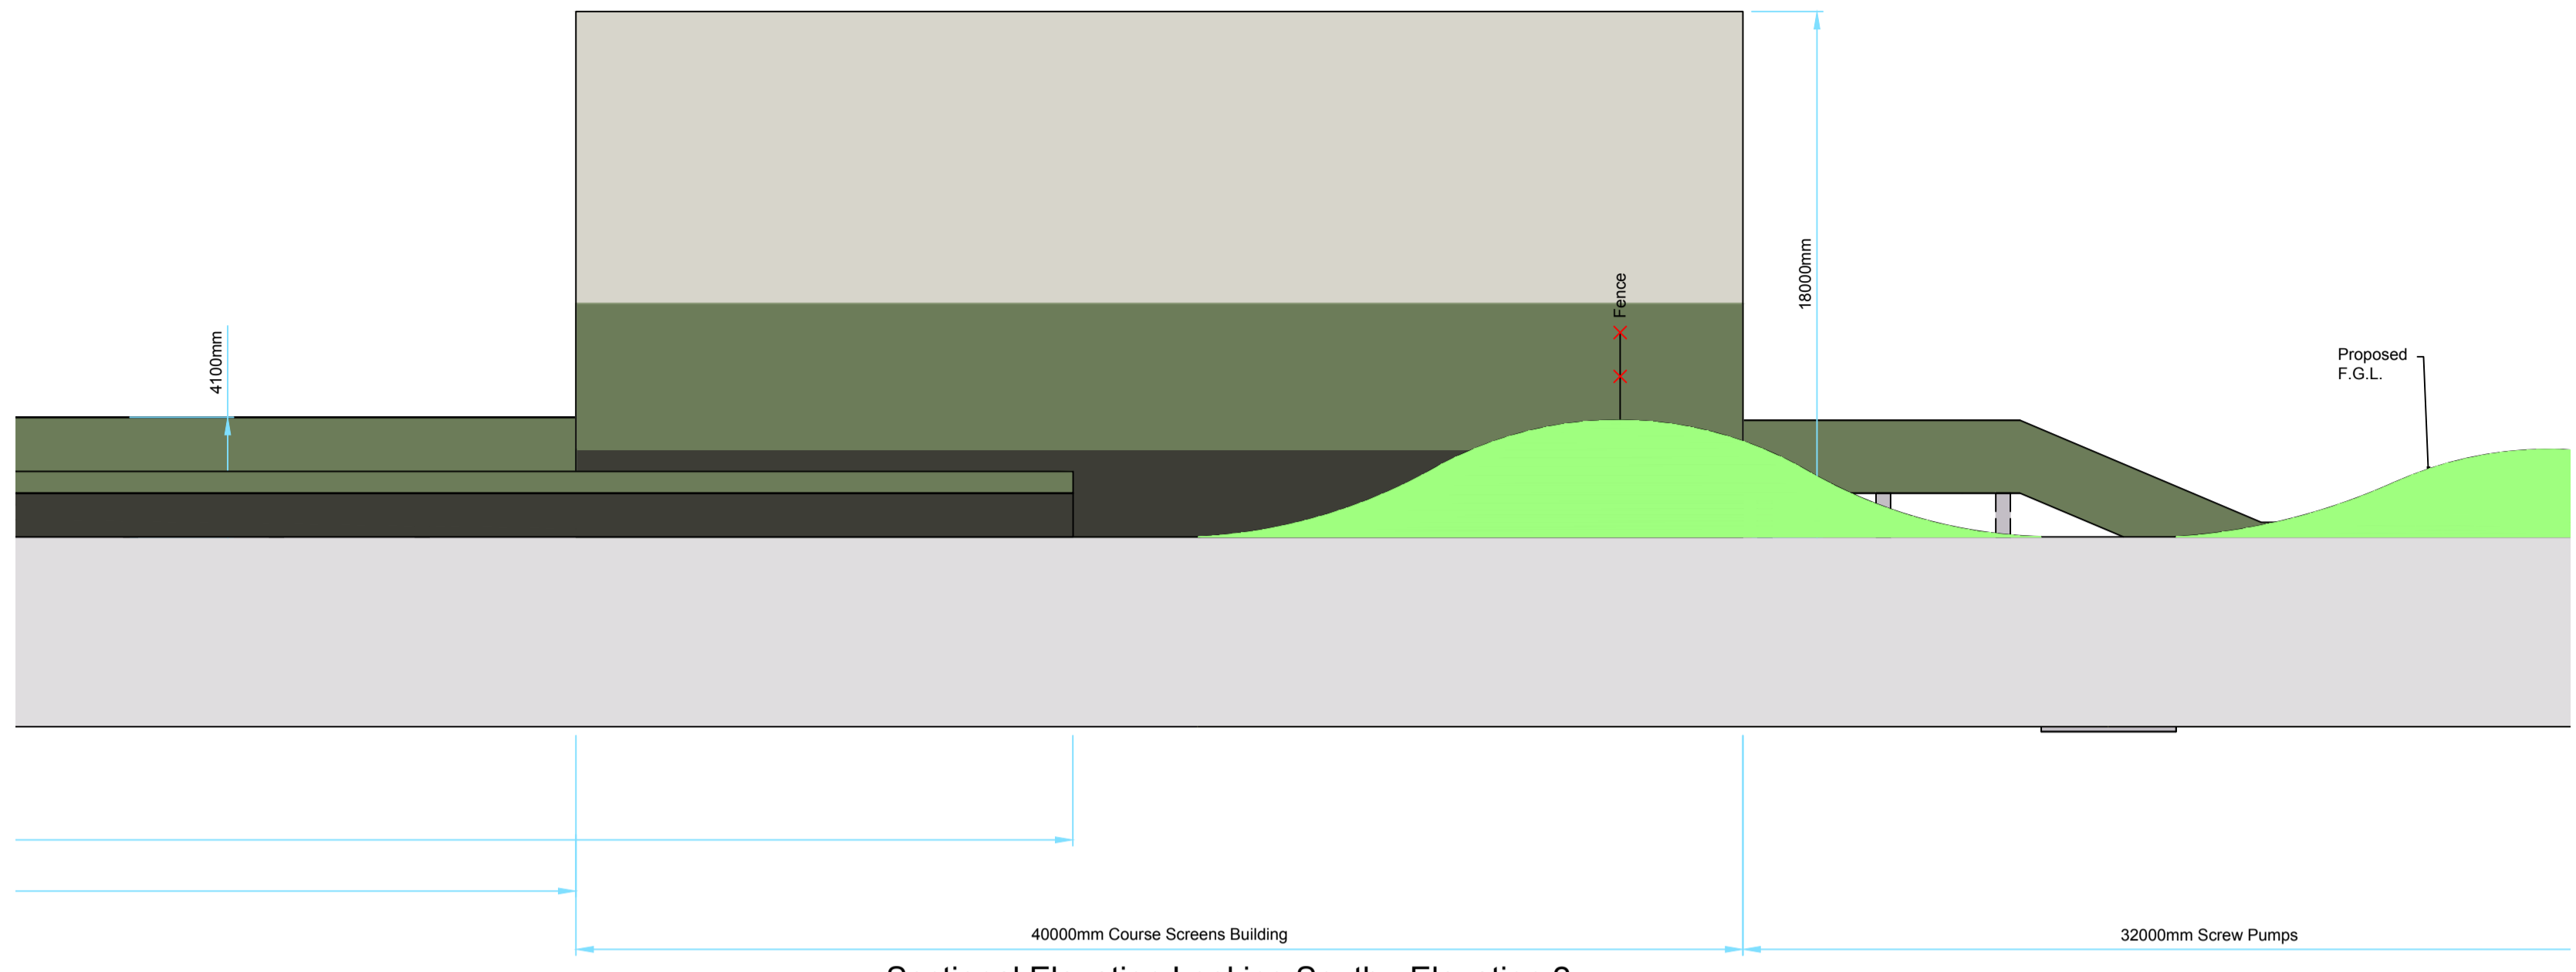 Fence
18000mm
4100mm
Proposed
F.G.L.
40000mm Course Screens Building
32000mm Screw Pumps